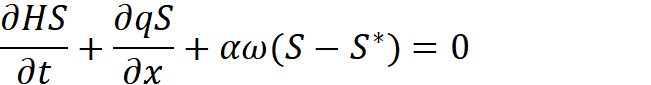 ∂HS/∂t + ∂qS/∂x + αω(S − S*) = 0